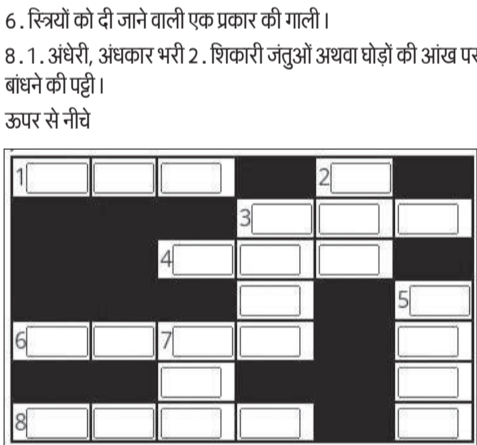 6. स्त्रियों को दी जाने वाली एक प्रकार की गाली।
8.1. अंधेरी, अंधकार भरी 2. शिकारी जंतुओं अथवा घोड़ों की आंख पर
बांधने की पट्टी।
ऊपर से नीचे
1 2
3
4
5
6 7
8